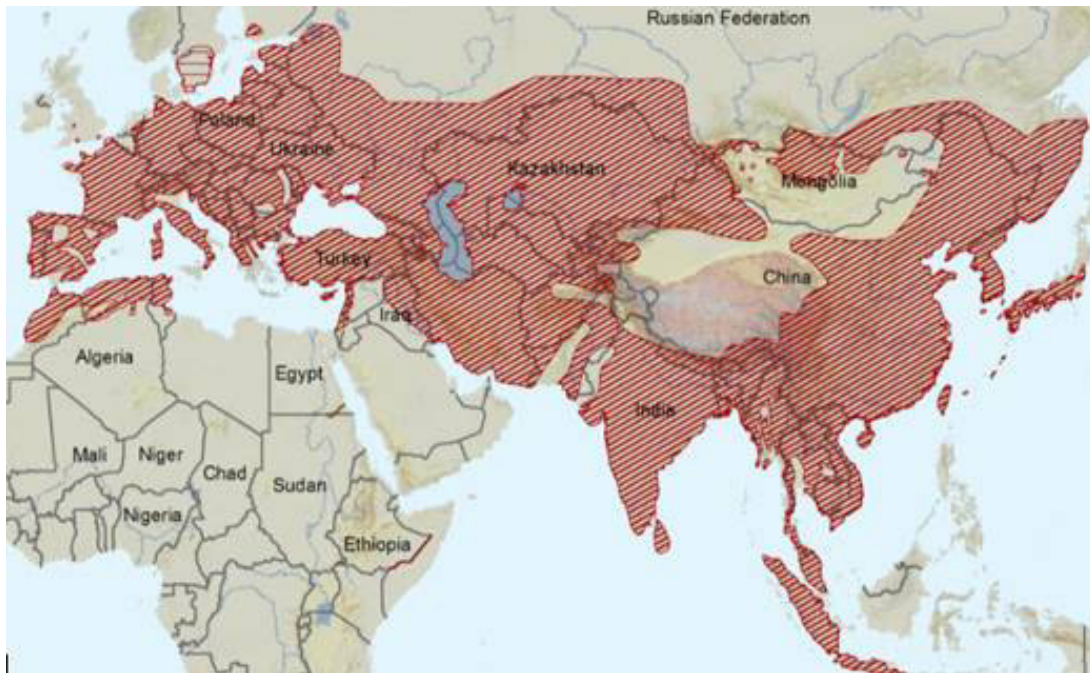 Russian Federation
Poland
Ukraine
Kazakhstan
Mongolia
Turkey
China
Iraq
Algeria
Egypt
India
Mali
Niger
Chad
Sudan
Nigeria
Ethiopia